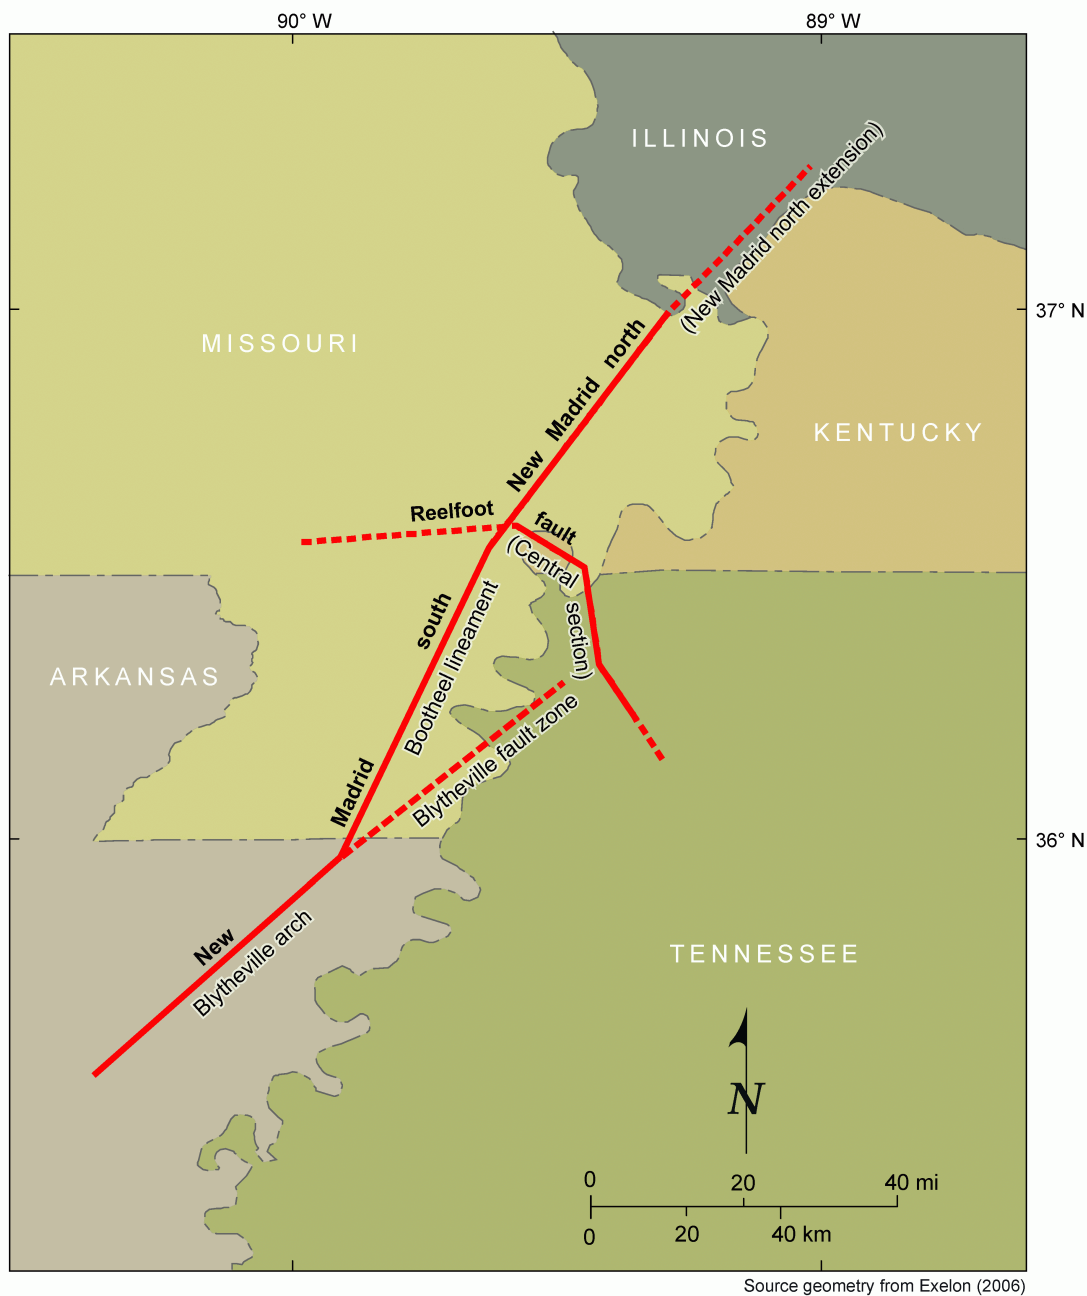 90° W
89° W
ILLINOIS
(New Madrid north extension)
37° N
MISSOURI
New Madrid north
KENTUCKY
Reelfoot fault
(Central section)
ARKANSAS
New Madrid south
Bootheel lineament
Blytheville fault zone
36° N
Blytheville arch
TENNESSEE
N
0 20 40 mi
0 20 40 km
Source geometry from Exelon (2006)